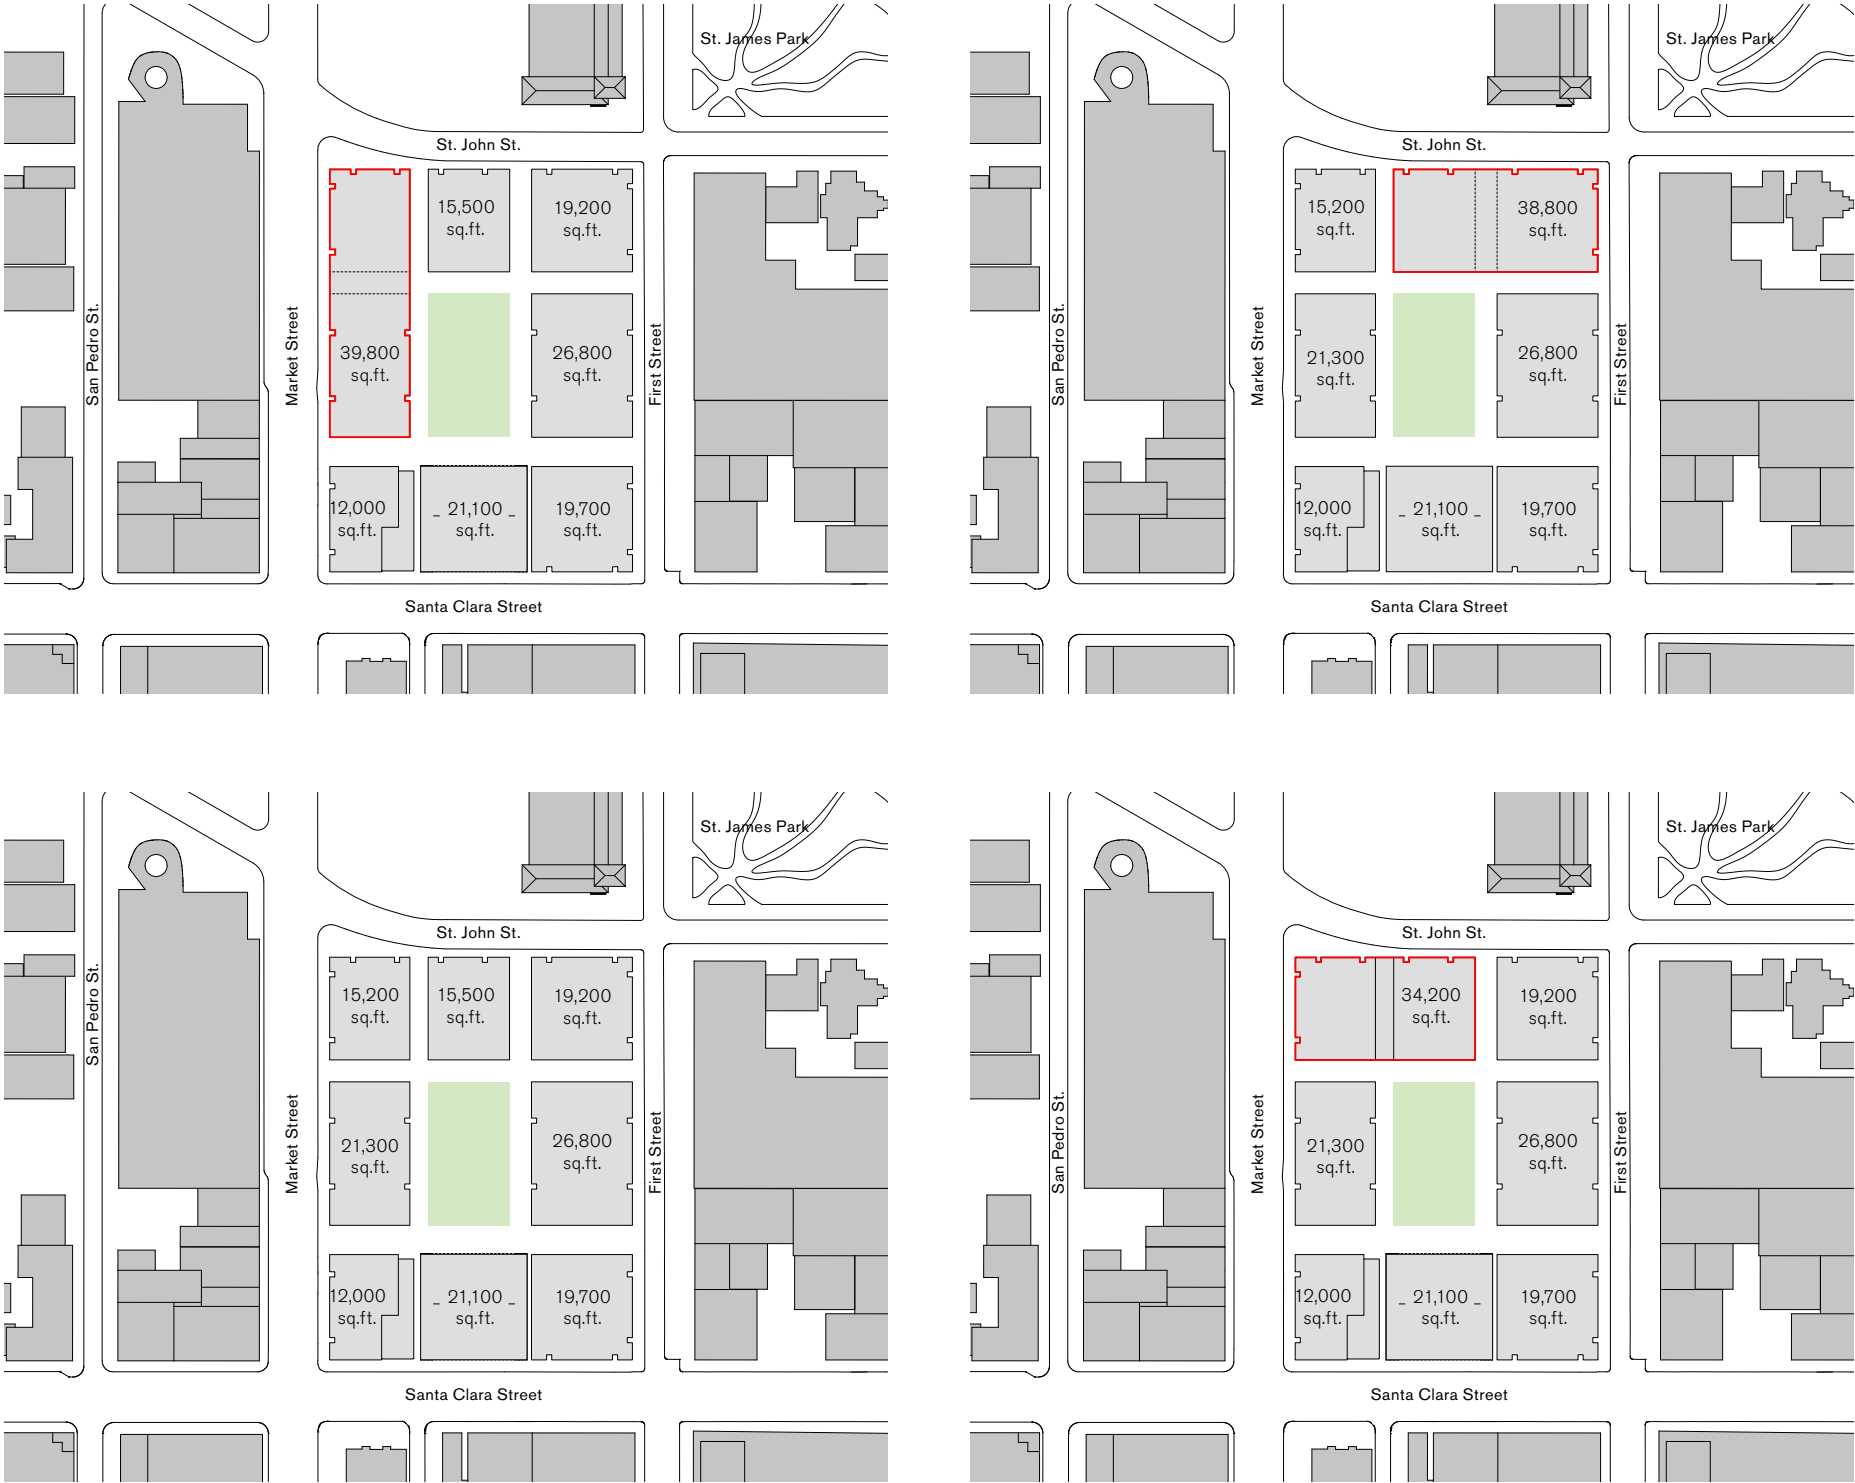 St. James Park
St. John St.
15,500
sq.ft.
19,200
sq.ft.
San Pedro St.
Market Street
39,800
sq.ft.
26,800
sq.ft.
First Street
12,000
sq.ft.
21,100
sq.ft.
19,700
sq.ft.
Santa Clara Street
St. James Park
St. John St.
15,200
sq.ft.
38,800
sq.ft.
San Pedro St.
Market Street
21,300
sq.ft.
26,800
sq.ft.
First Street
12,000
sq.ft.
21,100
sq.ft.
19,700
sq.ft.
Santa Clara Street
St. James Park
St. John St.
15,200
sq.ft.
15,500
sq.ft.
19,200
sq.ft.
San Pedro St.
Market Street
21,300
sq.ft.
26,800
sq.ft.
First Street
12,000
sq.ft.
21,100
sq.ft.
19,700
sq.ft.
Santa Clara Street
St. James Park
St. John St.
34,200
sq.ft.
19,200
sq.ft.
San Pedro St.
Market Street
21,300
sq.ft.
26,800
sq.ft.
First Street
12,000
sq.ft.
21,100
sq.ft.
19,700
sq.ft.
Santa Clara Street